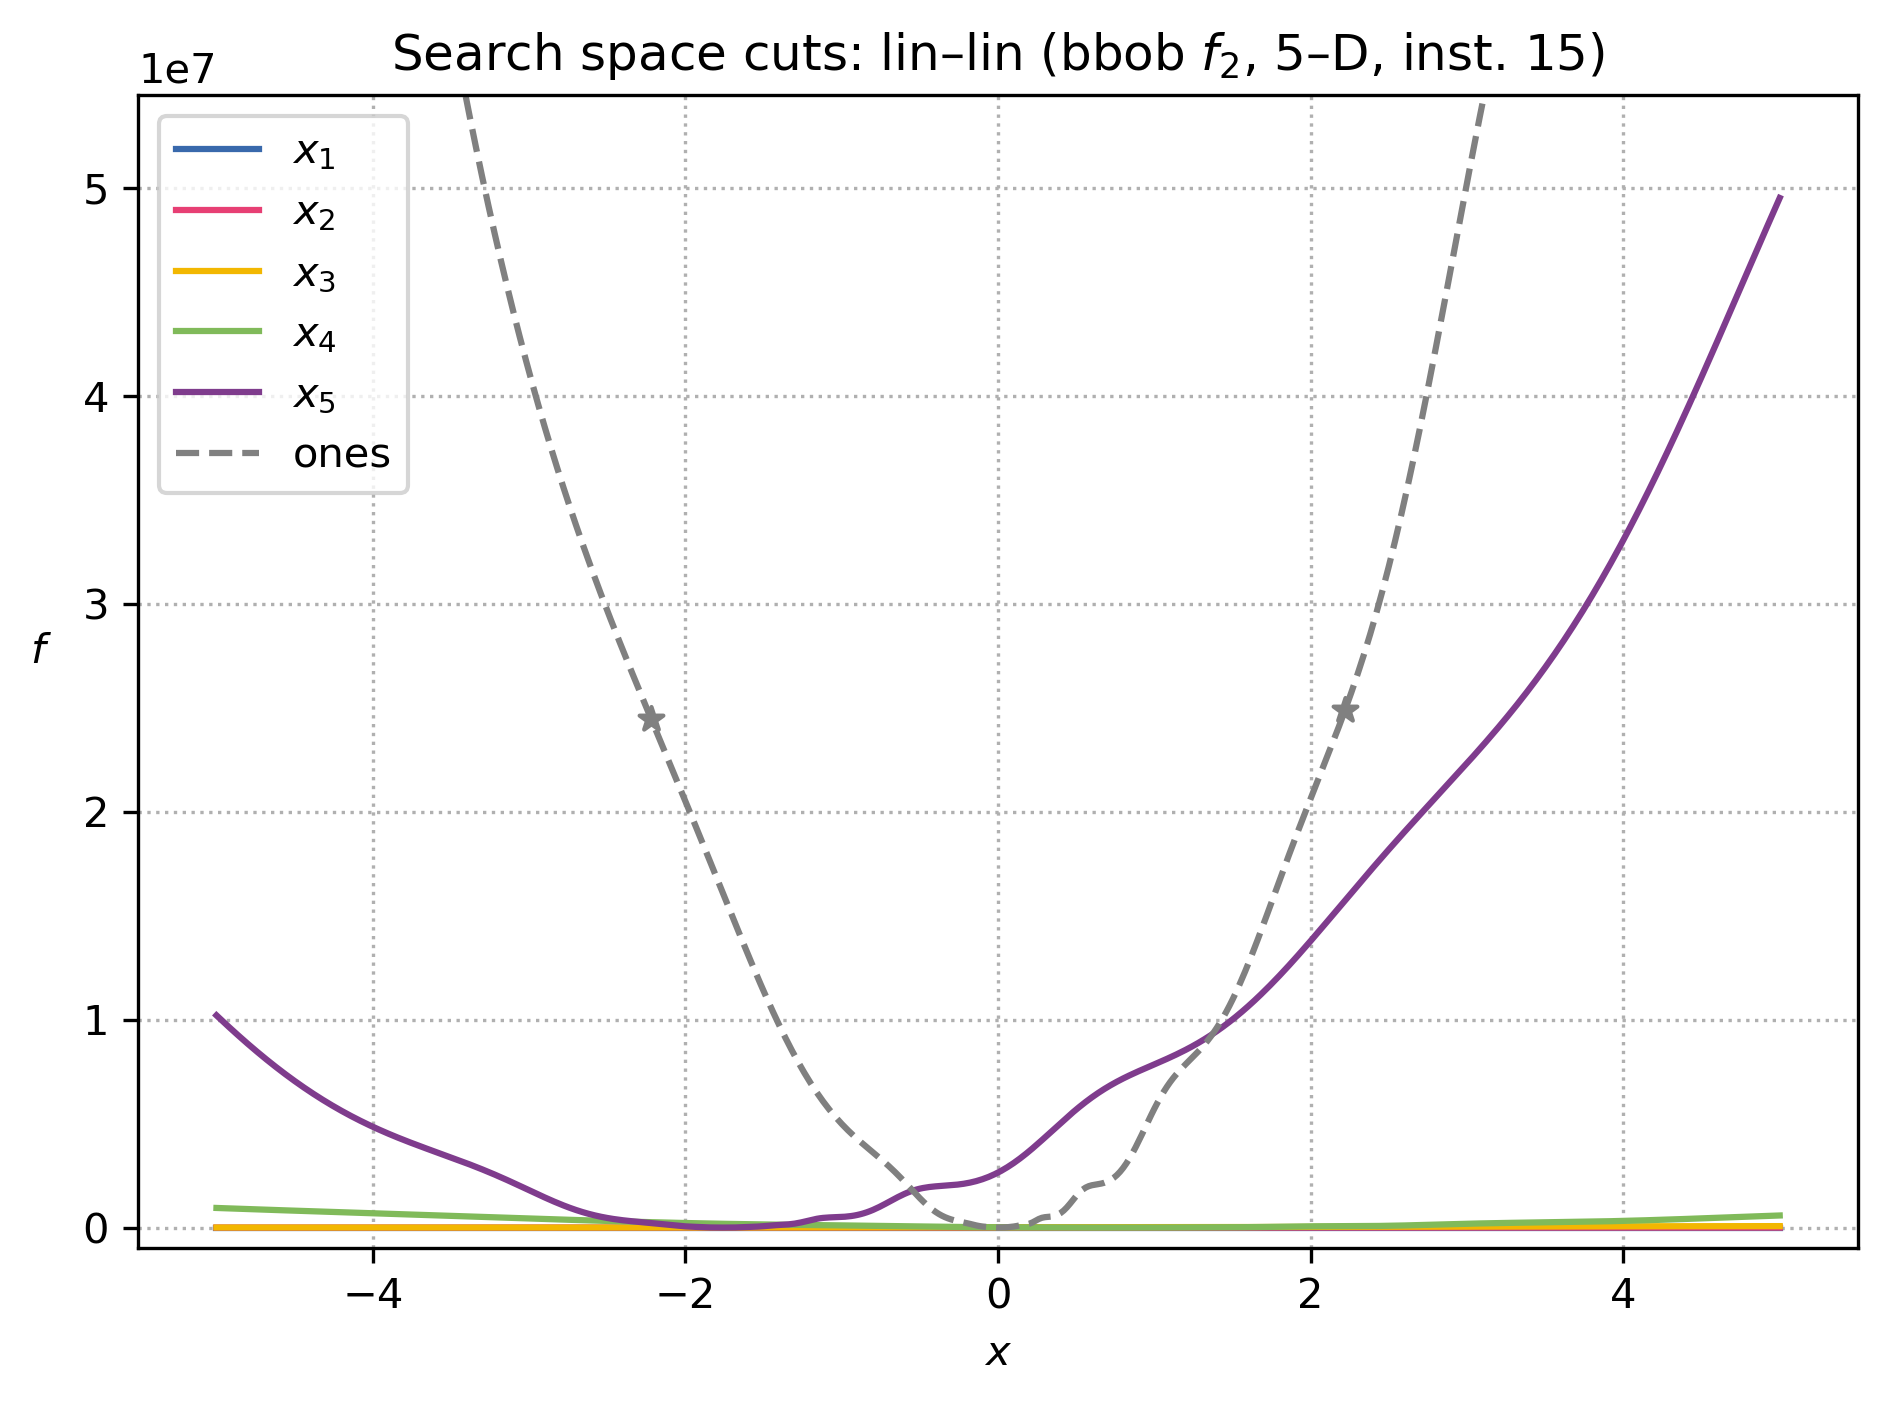 Search space cuts: lin–lin (bbob f₂, 5–D, inst. 15)
1e7
x₁
x₂
x₃
x₄
x₅
ones
5
4
3
2
1
0
f
−4 −2 0 2 4
x